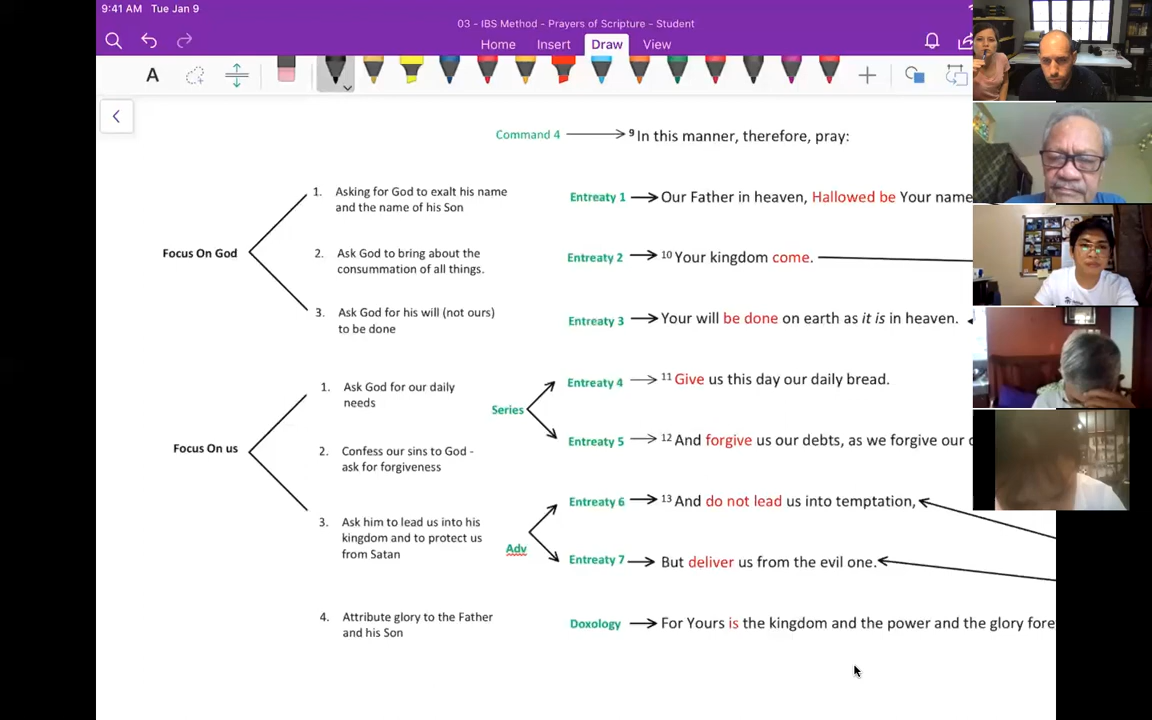 9:41 AM Tue Jan 9
03 - IBS Method - Prayers of Scripture - Student
Home Insert Draw View
A
Command 4 9 In this manner, therefore, pray:
1. Asking for God to exalt his name
and the name of his Son
Entreaty 1 Our Father in heaven, Hallowed be Your name
Focus On God
2. Ask God to bring about the
consummation of all things.
Entreaty 2 10 Your kingdom come.
3. Ask God for his will (not ours)
to be done
Entreaty 3 Your will be done on earth as it is in heaven.
1. Ask God for our daily
needs
Series
Entreaty 4 11 Give us this day our daily bread.
Focus On us
2. Confess our sins to God -
ask for forgiveness
Entreaty 5 12 And forgive us our debts, as we forgive our
3. Ask him to lead us into his
kingdom and to protect us
from Satan
Adv
Entreaty 6 13 And do not lead us into temptation,
Entreaty 7 But deliver us from the evil one.
4. Attribute glory to the Father
and his Son
Doxology For Yours is the kingdom and the power and the glory fore